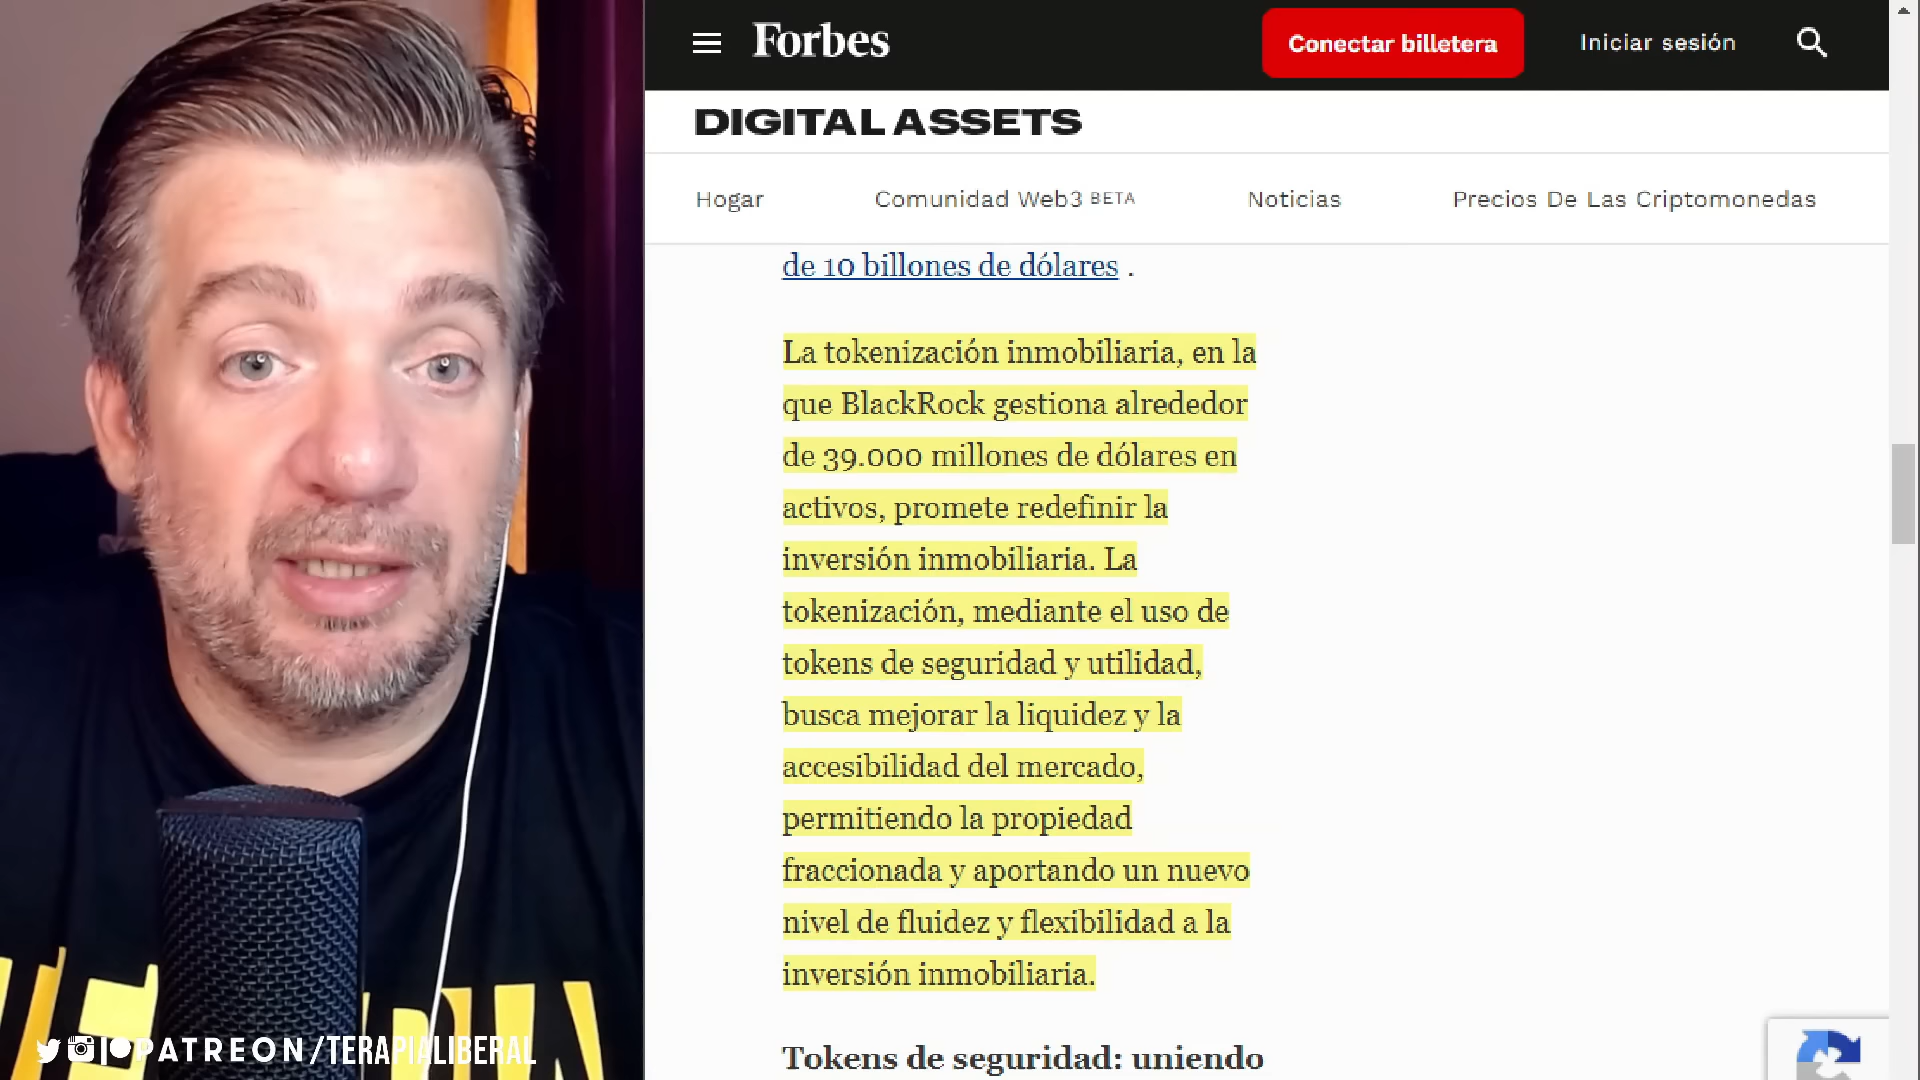 Forbes
Conectar billetera
Iniciar sesión
DIGITAL ASSETS
Hogar
Comunidad Web3 BETA
Noticias
Precios De Las Criptomonedas
de 10 billones de dólares .
La tokenización inmobiliaria, en la
que BlackRock gestiona alrededor
de 39.000 millones de dólares en
activos, promete redefinir la
inversión inmobiliaria. La
tokenización, mediante el uso de
tokens de seguridad y utilidad,
busca mejorar la liquidez y la
accesibilidad del mercado,
permitiendo la propiedad
fraccionada y aportando un nuevo
nivel de fluidez y flexibilidad a la
inversión inmobiliaria.
Tokens de seguridad: uniendo
PATREON/TERAPIALIBERAL